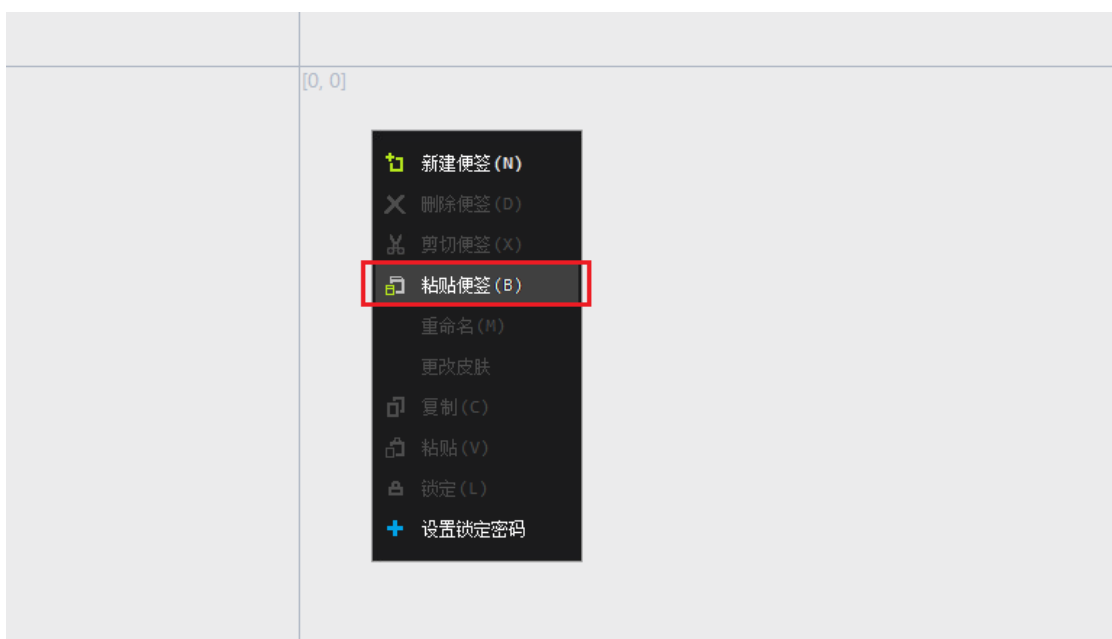 [0, 0]
新建便签(N)
删除便签(D)
剪切便签(X)
粘贴便签(B)
重命名(M)
更改皮肤
复制(C)
粘贴(V)
锁定(L)
设置锁定密码